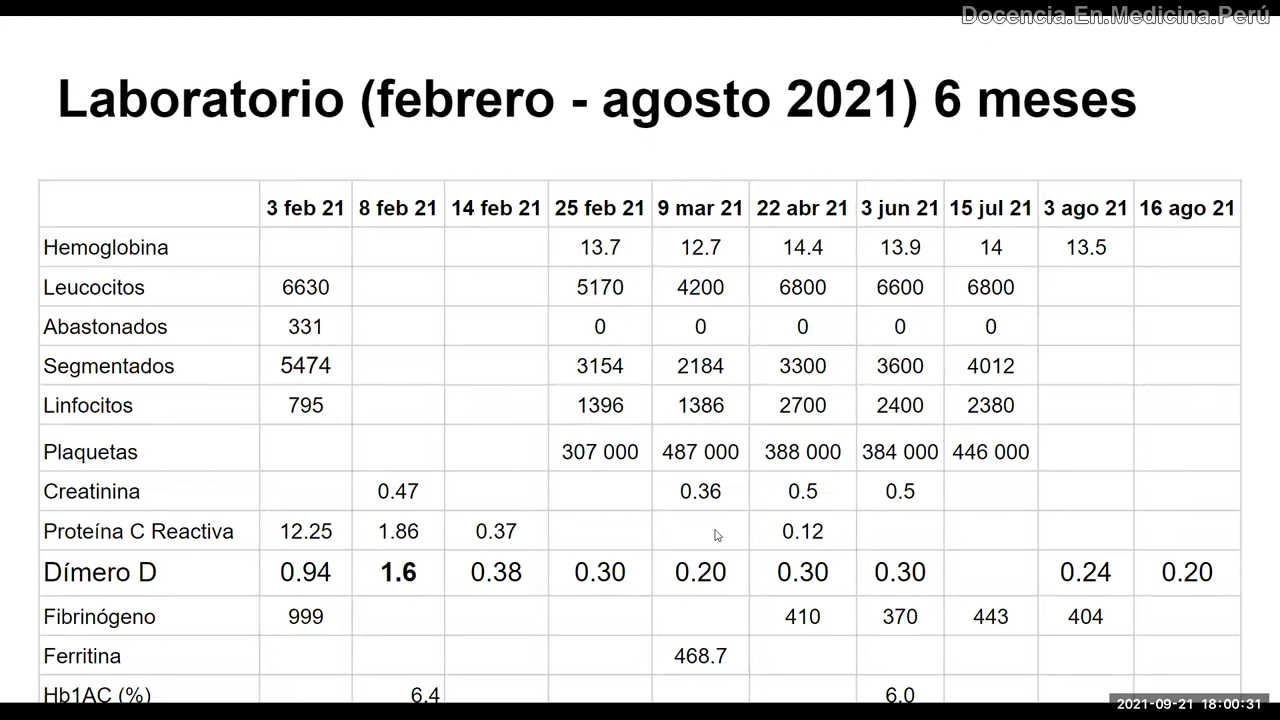 Docencia.En.Medicina.Perú
Laboratorio (febrero - agosto 2021) 6 meses
3 feb 21 8 feb 21 14 feb 21 25 feb 21 9 mar 21 22 abr 21 3 jun 21 15 jul 21 3 ago 21 16 ago 21
Hemoglobina 13.7 12.7 14.4 13.9 14 13.5
Leucocitos 6630 5170 4200 6800 6600 6800
Abastonados 331 0 0 0 0 0
Segmentados 5474 3154 2184 3300 3600 4012
Linfocitos 795 1396 1386 2700 2400 2380
Plaquetas 307 000 487 000 388 000 384 000 446 000
Creatinina 0.47 0.36 0.5 0.5
Proteína C Reactiva 12.25 1.86 0.37 0.12
Dímero D 0.94 1.6 0.38 0.30 0.20 0.30 0.30 0.24 0.20
Fibrinógeno 999 410 370 443 404
Ferritina 468.7
Hb1AC (%) 6.4 6.0
2021-09-21 18:00:31